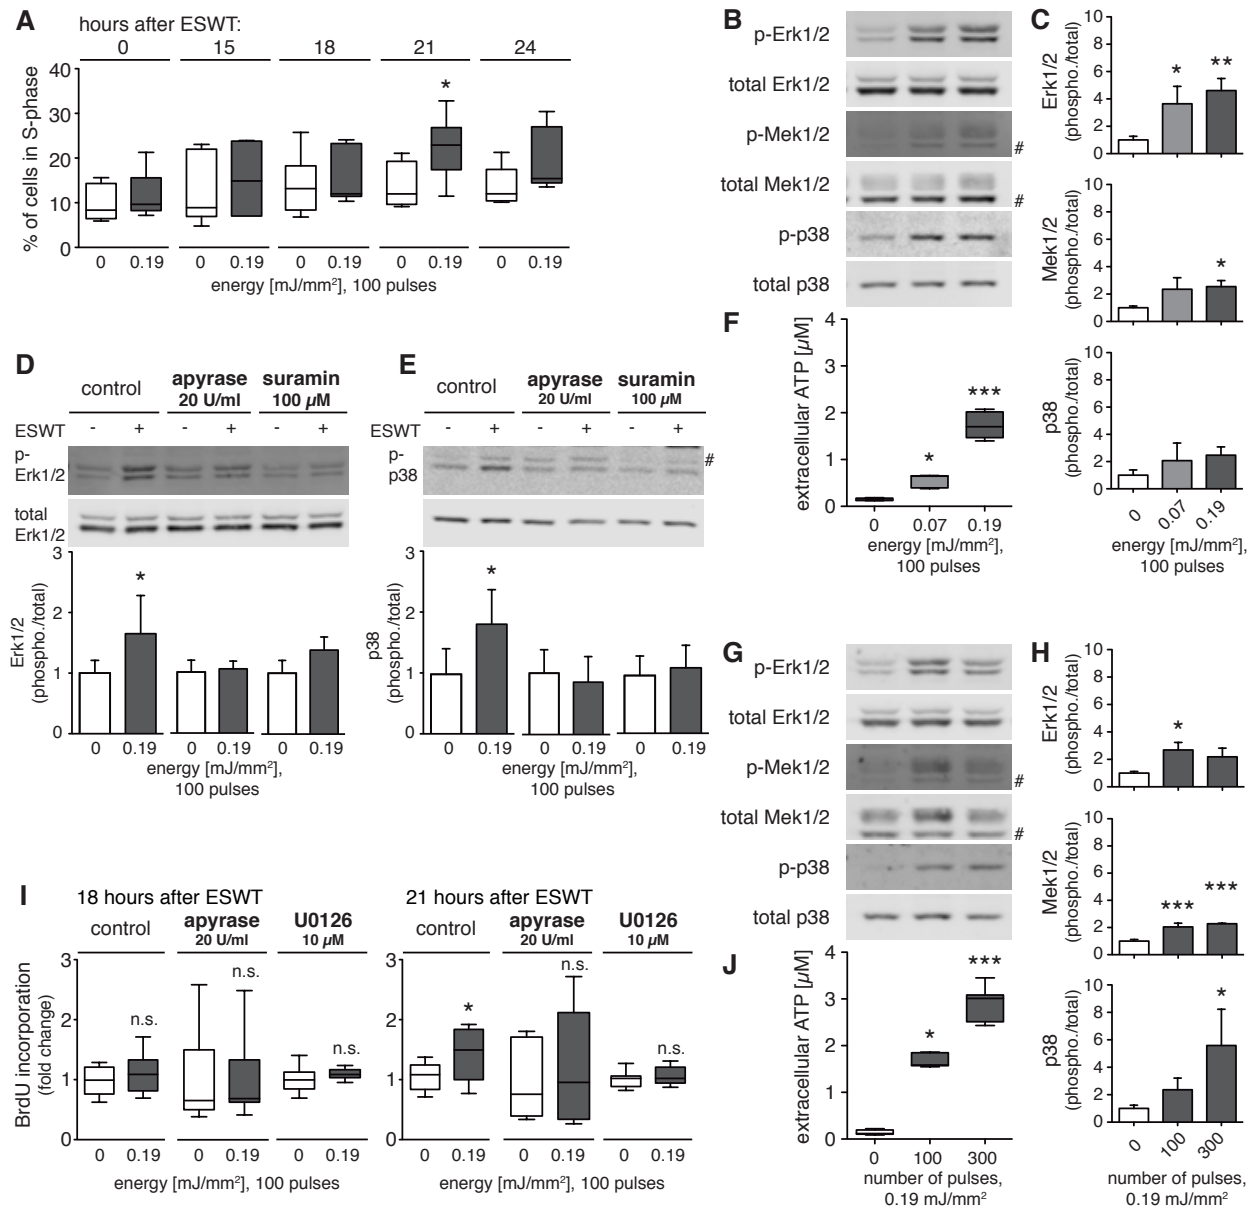 A
hours after ESWT:
0 15 18 21 24
% of cells in S-phase
40
30
20
10
0
*
0 0.19 0 0.19 0 0.19 0 0.19 0 0.19
energy [mJ/mm²], 100 pulses
B
p-Erk1/2
total Erk1/2
p-Mek1/2
#
total Mek1/2
#
p-p38
total p38
C
Erk1/2
(phospho./total)
10
8
6
4
2
0
* **
Mek1/2
(phospho./total)
10
8
6
4
2
0
*
p38
(phospho./total)
10
8
6
4
2
0
0 0.07 0.19
energy [mJ/mm²],
100 pulses
D
control apyrase suramin
20 U/ml 100 µM
ESWT - + - + - +
p-
Erk1/2
total
Erk1/2
Erk1/2
(phospho./total)
3
2
1
0
*
0 0.19 0 0.19 0 0.19
energy [mJ/mm²],
100 pulses
E
control apyrase suramin
20 U/ml 100 µM
ESWT - + - + - +
p-
p38
#
p38
(phospho./total)
3
2
1
0
*
0 0.19 0 0.19 0 0.19
energy [mJ/mm²],
100 pulses
F
extracellular ATP [µM]
4
3
2
1
0
* ***
0 0.07 0.19
energy [mJ/mm²],
100 pulses
G
p-Erk1/2
total Erk1/2
p-Mek1/2
#
total Mek1/2
#
p-p38
total p38
H
Erk1/2
(phospho./total)
10
8
6
4
2
0
*
Mek1/2
(phospho./total)
10
8
6
4
2
0
*** ***
p38
(phospho./total)
10
8
6
4
2
0
*
0 100 300
number of pulses,
0.19 mJ/mm²
I
18 hours after ESWT
control apyrase U0126
20 U/ml 10 µM
BrdU incorporation
(fold change)
3
2
1
0
n.s. n.s. n.s.
0 0.19 0 0.19 0 0.19
energy [mJ/mm²], 100 pulses
21 hours after ESWT
control apyrase U0126
20 U/ml 10 µM
3
2
1
0
* n.s. n.s.
0 0.19 0 0.19 0 0.19
energy [mJ/mm²], 100 pulses
J
extracellular ATP [µM]
4
3
2
1
0
* ***
0 100 300
number of pulses,
0.19 mJ/mm²